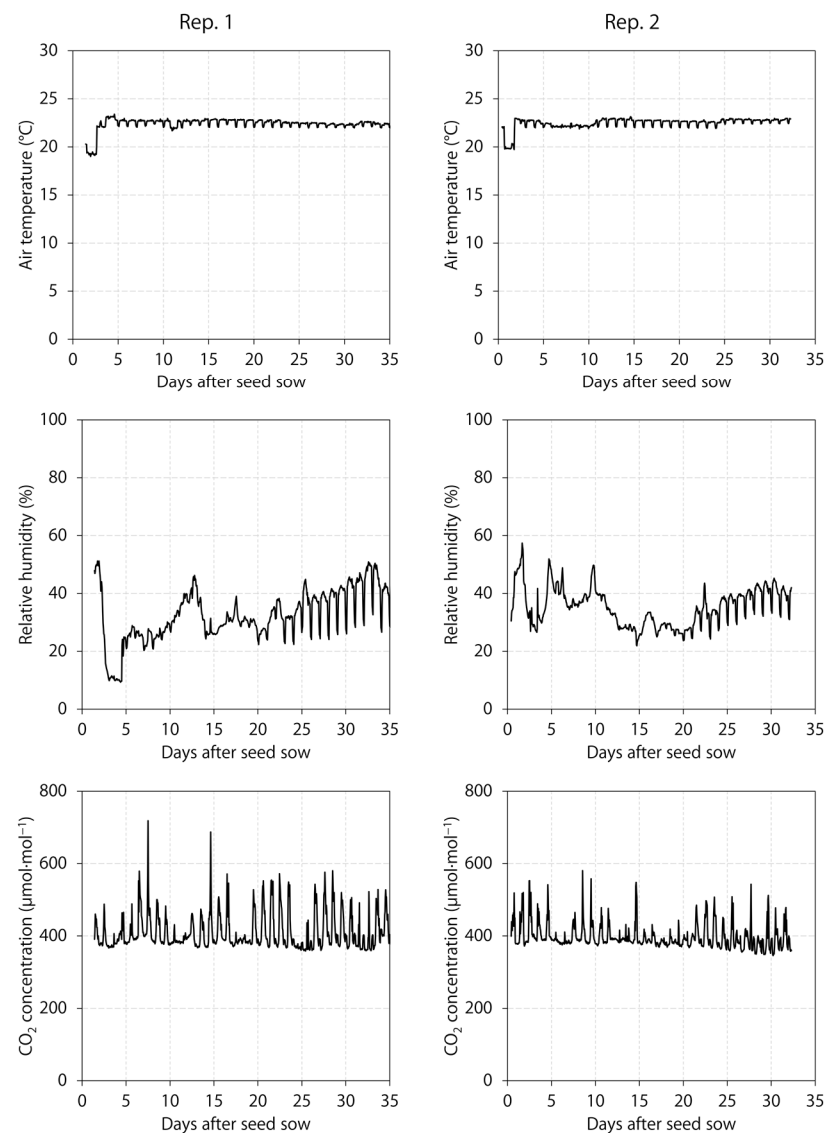 Rep. 1
Rep. 2
30
25
20
15
10
5
0
Air temperature (°C)
0 5 10 15 20 25 30 35
Days after seed sow
30
25
20
15
10
5
0
Air temperature (°C)
0 5 10 15 20 25 30 35
Days after seed sow
100
80
60
40
20
0
Relative humidity (%)
0 5 10 15 20 25 30 35
Days after seed sow
100
80
60
40
20
0
Relative humidity (%)
0 5 10 15 20 25 30 35
Days after seed sow
800
600
400
200
0
CO₂ concentration (μmol·mol⁻¹)
0 5 10 15 20 25 30 35
Days after seed sow
800
600
400
200
0
CO₂ concentration (μmol·mol⁻¹)
0 5 10 15 20 25 30 35
Days after seed sow